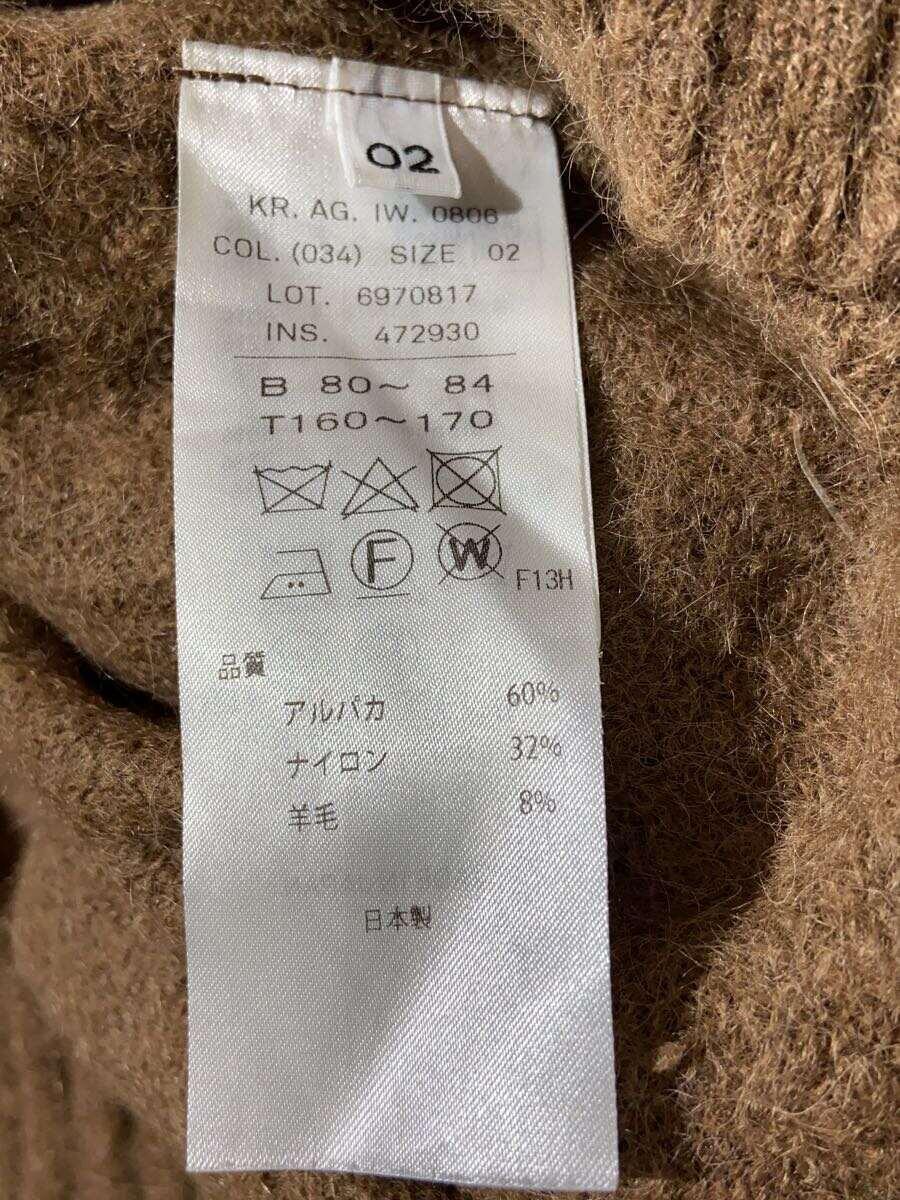 02
KR. AG. IW. 0806
COL. (034) SIZE 02
LOT. 6970817
INS. 472930
B 80～ 84
T160～170
F W F13H
品質
アルパカ 60%
ナイロン 32%
羊毛 8%
日本製